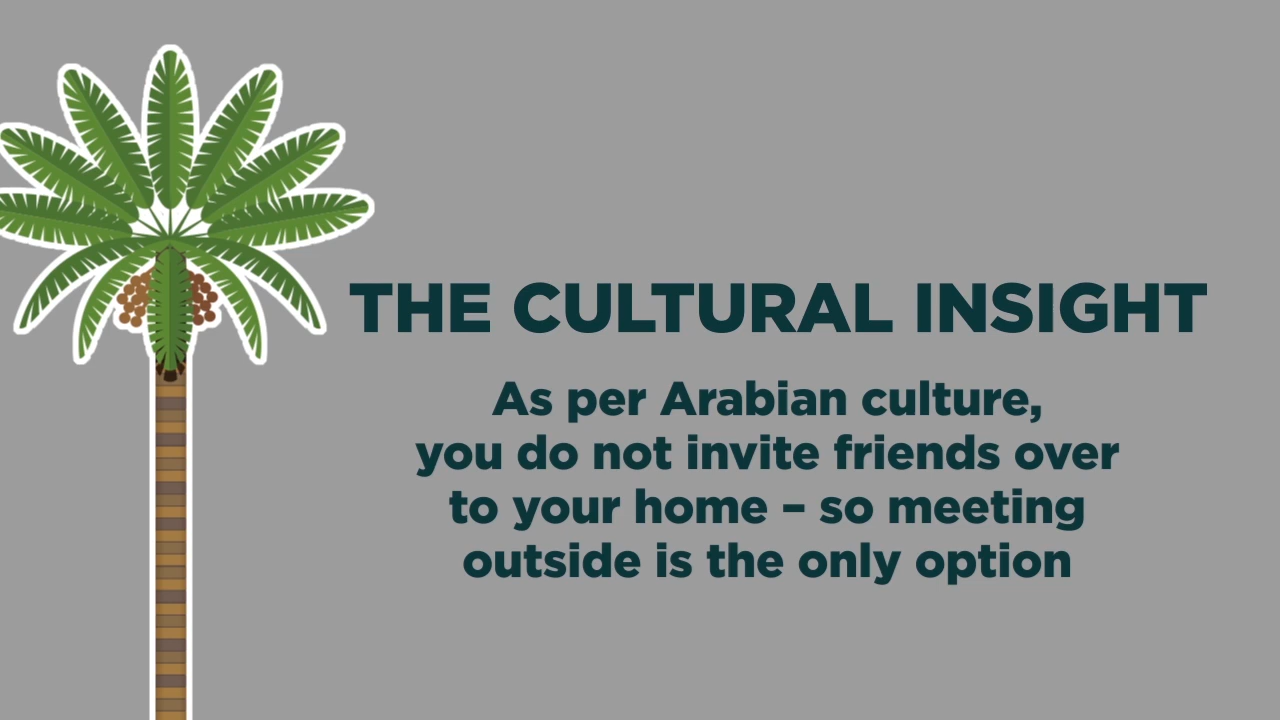 THE CULTURAL INSIGHT
As per Arabian culture,
you do not invite friends over
to your home – so meeting
outside is the only option